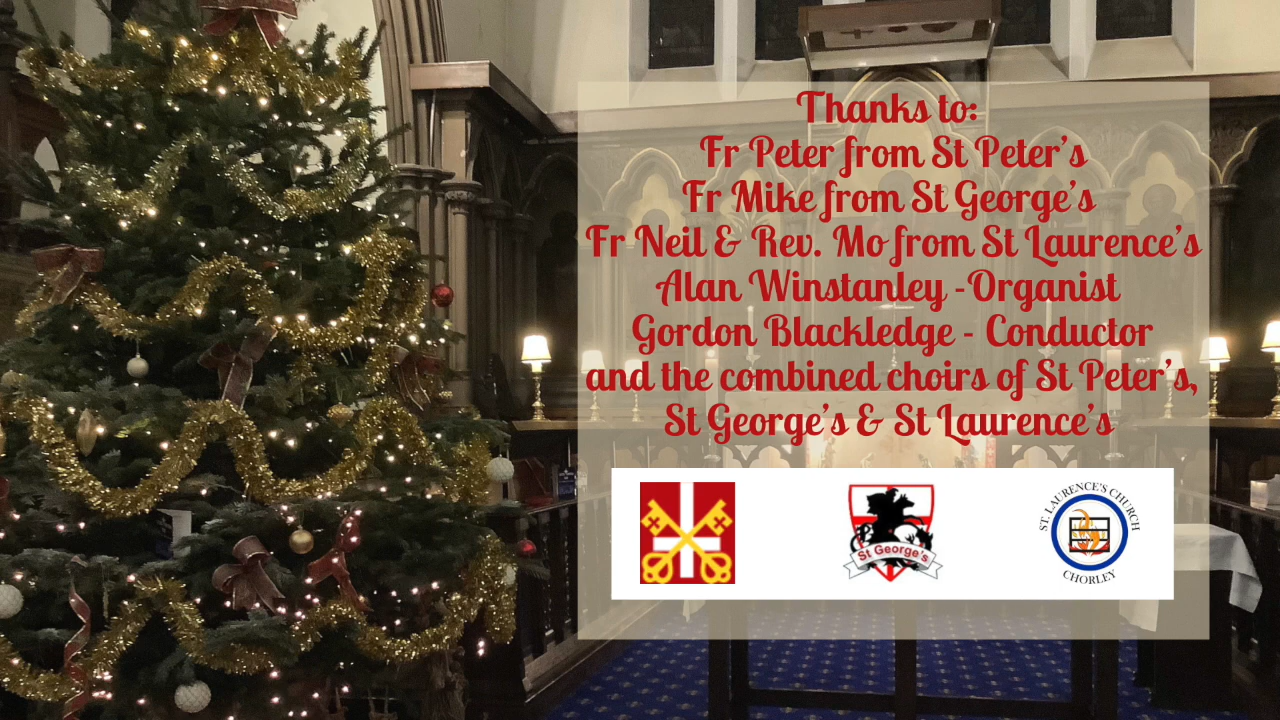 Thanks to:
Fr Peter from St Peter's
Fr Mike from St George's
Fr Neil & Rev. Mo from St Laurence's
Alan Winstanley -Organist
Gordon Blackledge - Conductor
and the combined choirs of St Peter's,
St George's & St Laurence's
St George's
ST. LAURENCE'S CHURCH
CHORLEY